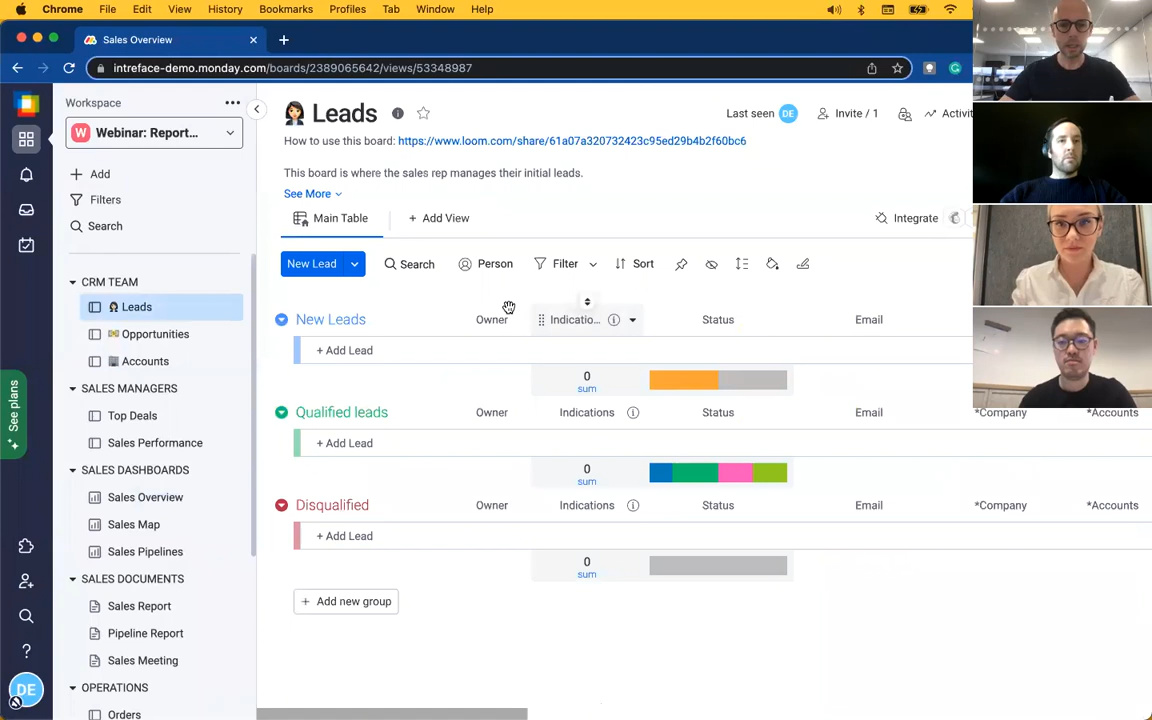 Chrome File Edit View History Bookmarks Profiles Tab Window Help
Sales Overview
intreface-demo.monday.com/boards/2389065642/views/53348987
Workspace
W Webinar: Report...
Add
Filters
Search
CRM TEAM
Leads
Opportunities
Accounts
SALES MANAGERS
Top Deals
Sales Performance
SALES DASHBOARDS
Sales Overview
Sales Map
Sales Pipelines
SALES DOCUMENTS
Sales Report
Pipeline Report
Sales Meeting
OPERATIONS
Orders
See plans
DE
Leads
Last seen DE Invite / 1 Activit
How to use this board: https://www.loom.com/share/61a07a320732423c95ed29b4b2f60bc6
This board is where the sales rep manages their initial leads.
See More
Main Table + Add View Integrate
New Lead Search Person Filter Sort
New Leads Owner Indicatio... Status Email
+ Add Lead
0
sum
Qualified leads Owner Indications Status Email *Company *Accounts
+ Add Lead
0
sum
Disqualified Owner Indications Status Email *Company *Accounts
+ Add Lead
0
sum
+ Add new group